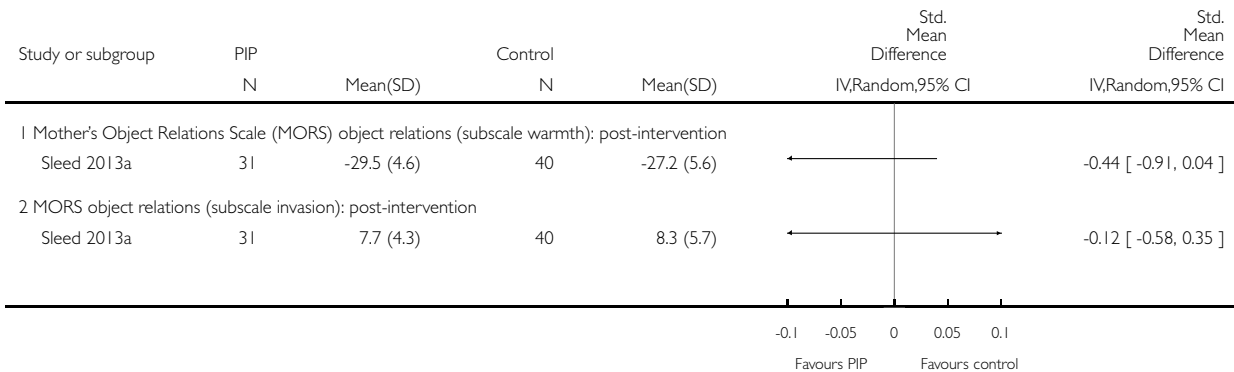 Std. Std.
Mean Mean
Study or subgroup PIP Control Difference Difference
N Mean(SD) N Mean(SD) IV,Random,95% CI IV,Random,95% CI
1 Mother's Object Relations Scale (MORS) object relations (subscale warmth): post-intervention
Sleed 2013a 31 -29.5 (4.6) 40 -27.2 (5.6) -0.44 [ -0.91, 0.04 ]
2 MORS object relations (subscale invasion): post-intervention
Sleed 2013a 31 7.7 (4.3) 40 8.3 (5.7) -0.12 [ -0.58, 0.35 ]
-0.1 -0.05 0 0.05 0.1
Favours PIP Favours control